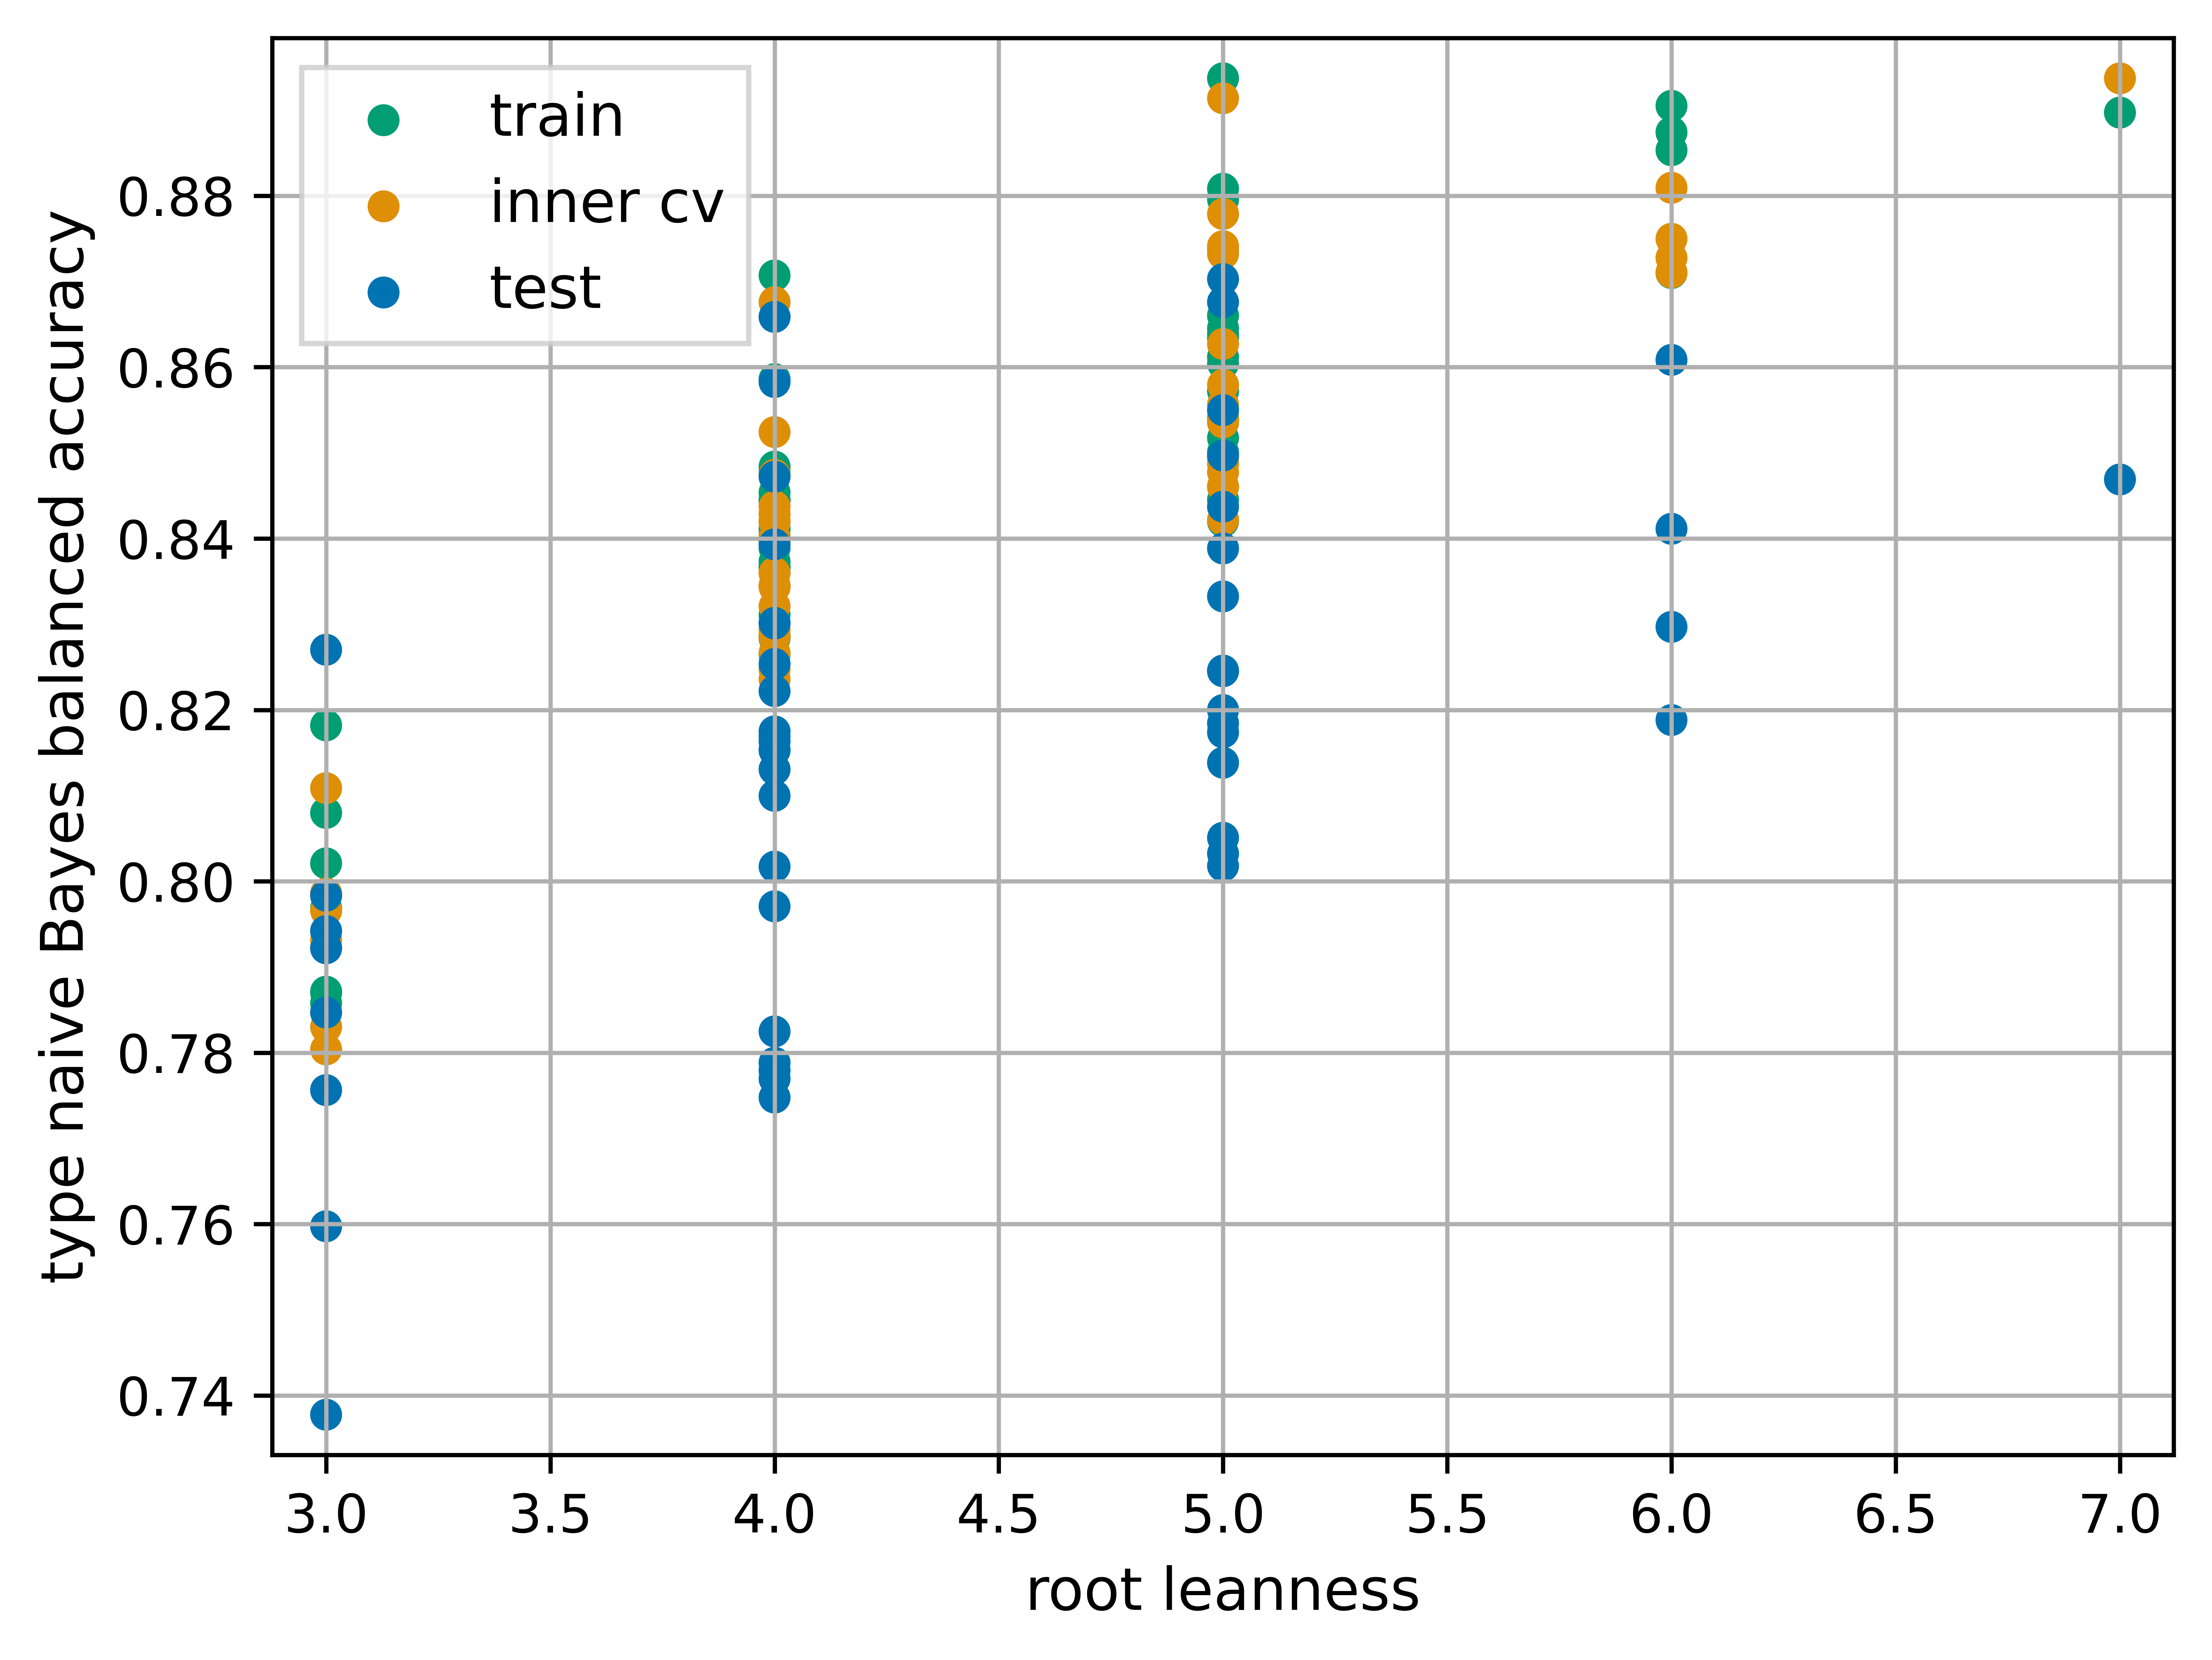 train
inner cv
test
type naive Bayes balanced accuracy
0.88
0.86
0.84
0.82
0.80
0.78
0.76
0.74
3.0 3.5 4.0 4.5 5.0 5.5 6.0 6.5 7.0
root leanness